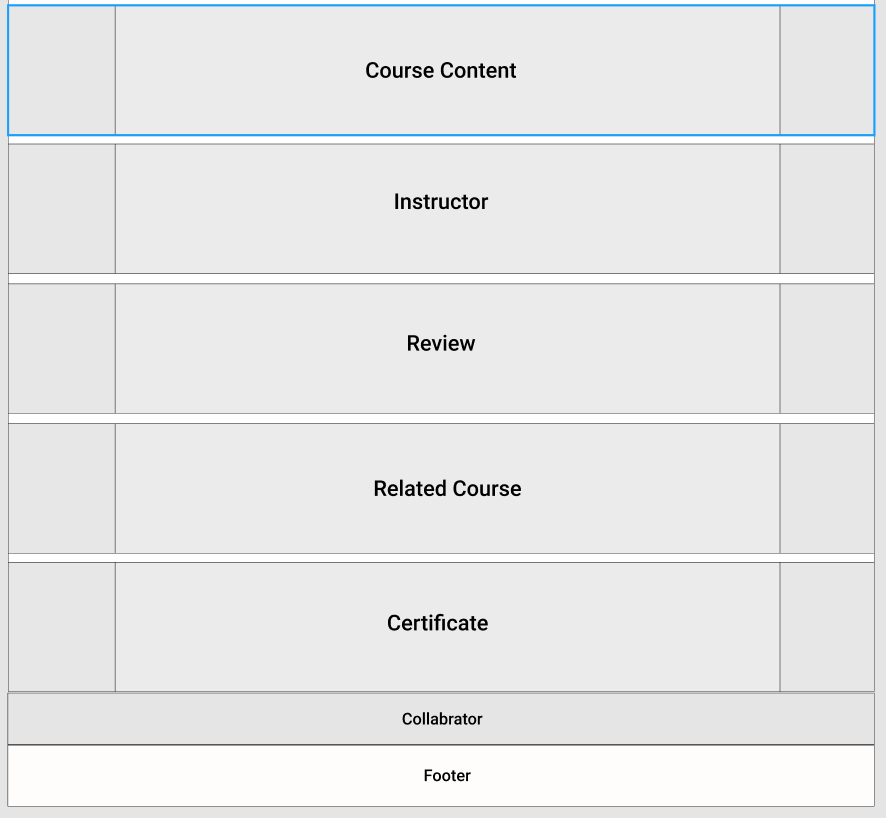 Course Content
Instructor
Review
Related Course
Certificate
Collabrator
Footer